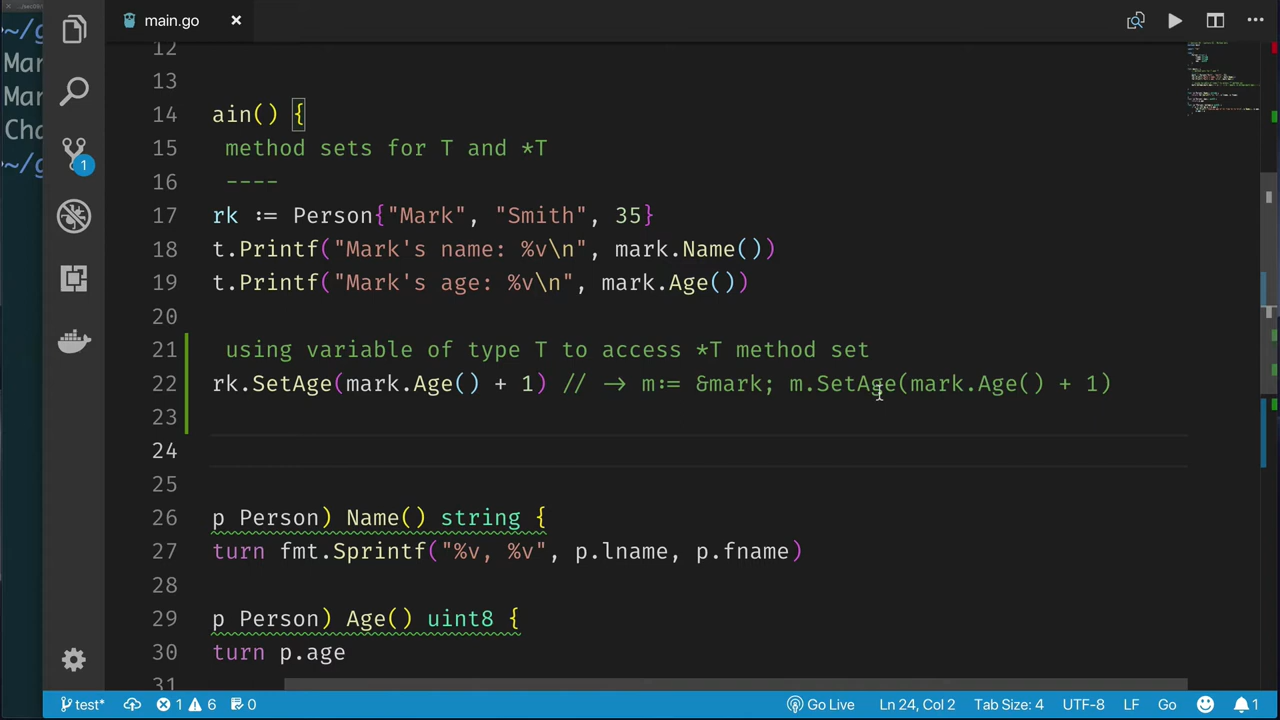 main.go
~/g
Mar
Mar
Cha
~/g
12
13
14 ain() {
15 method sets for T and *T
16 ----
17 rk := Person{"Mark", "Smith", 35}
18 t.Printf("Mark's name: %v\n", mark.Name())
19 t.Printf("Mark's age: %v\n", mark.Age())
20
21 using variable of type T to access *T method set
22 rk.SetAge(mark.Age() + 1) // -> m:= &mark; m.SetAge(mark.Age() + 1)
23
24
25
26 p Person) Name() string {
27 turn fmt.Sprintf("%v, %v", p.lname, p.fname)
28
29 p Person) Age() uint8 {
30 turn p.age
31
1
test* 1 6 0 Go Live Ln 24, Col 2 Tab Size: 4 UTF-8 LF Go 1